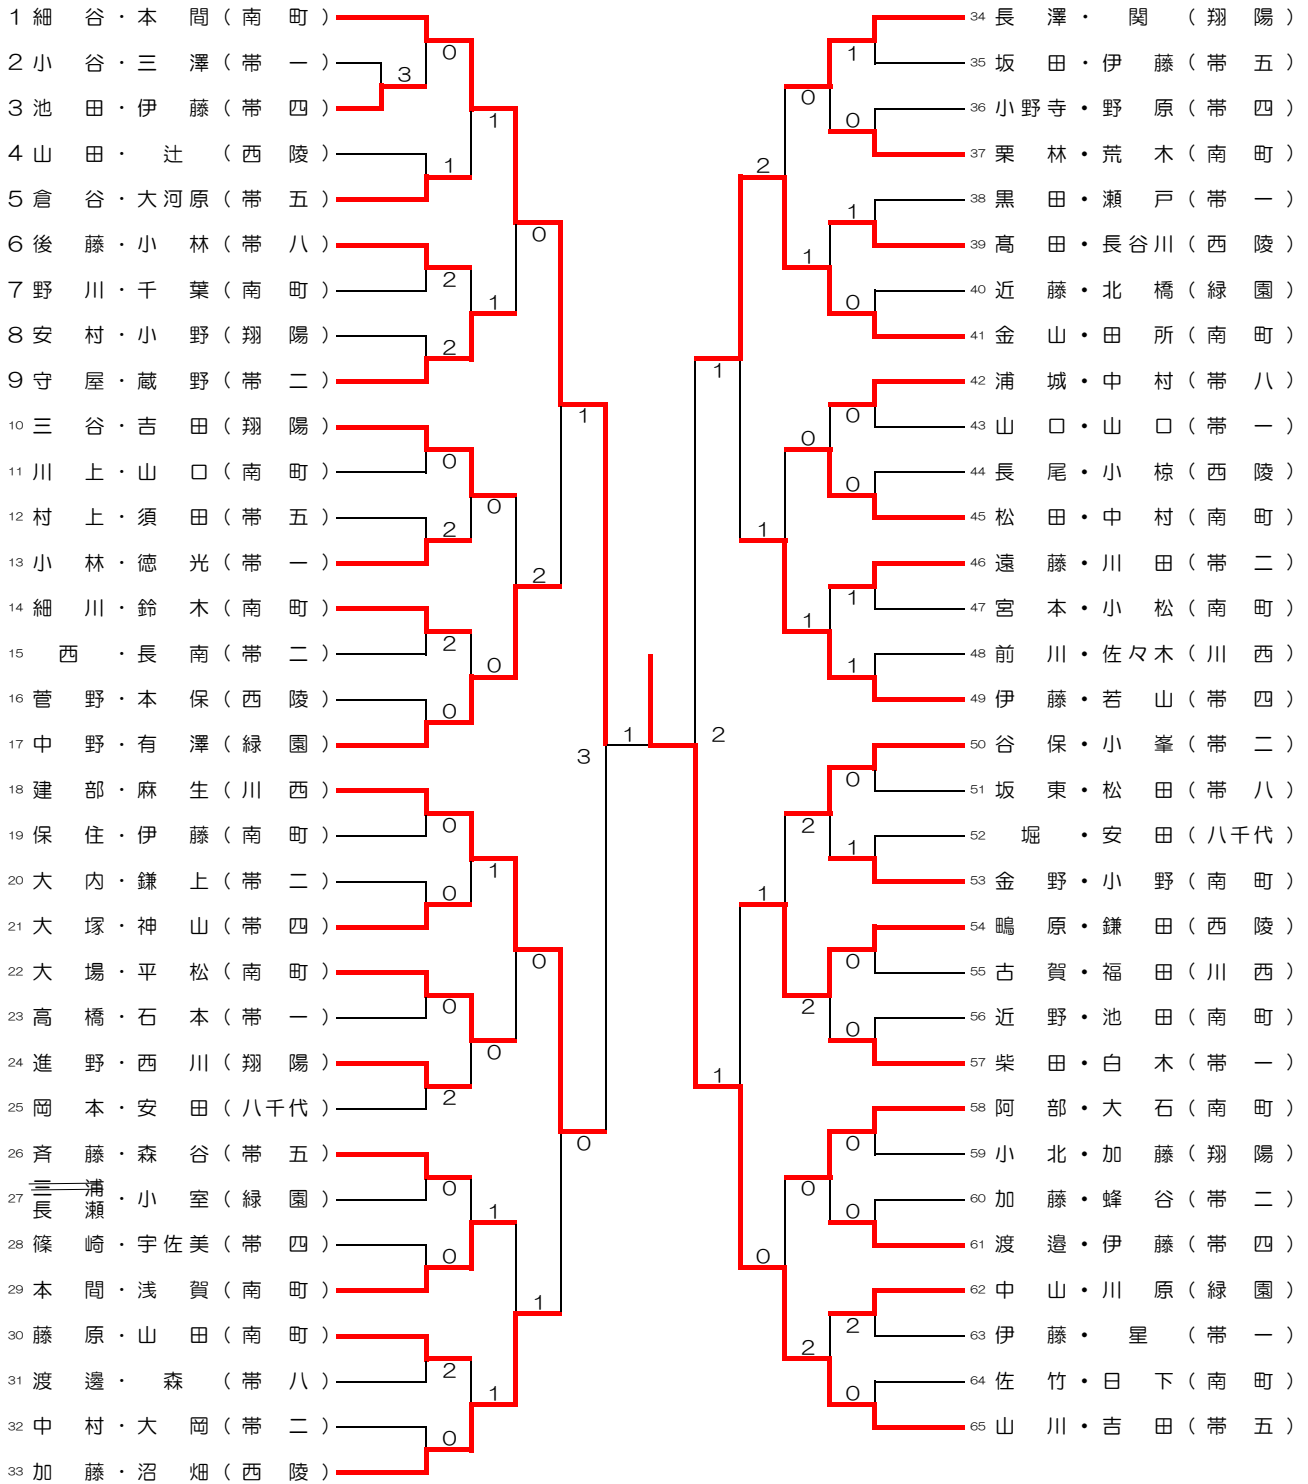 1 細谷・本間（南町）
2 小谷・三澤（帯一）
3 池田・伊藤（帯四）
4 山田・辻（西陵）
5 倉谷・大河原（帯五）
6 後藤・小林（帯八）
7 野川・千葉（南町）
8 安村・小野（翔陽）
9 守屋・蔵野（帯二）
10 三谷・吉田（翔陽）
11 川上・山口（南町）
12 村上・須田（帯五）
13 小林・徳光（帯一）
14 細川・鈴木（南町）
15 西・長南（帯二）
16 菅野・本保（西陵）
17 中野・有澤（緑園）
18 建部・麻生（川西）
19 保住・伊藤（南町）
20 大内・鎌上（帯二）
21 大塚・神山（帯四）
22 大場・平松（南町）
23 高橋・石本（帯一）
24 進野・西川（翔陽）
25 岡本・安田（八千代）
26 斉藤・森谷（帯五）
三浦
27 長瀬・小室（緑園）
28 篠崎・宇佐美（帯四）
29 本間・浅賀（南町）
30 藤原・山田（南町）
31 渡邊・森（帯八）
32 中村・大岡（帯二）
33 加藤・沼畑（西陵）
0
3
1
1
0
2
1
2
1
0
0
2
2
2
0
0
0
1
0
0
0
0
2
0
0
1
0
1
2
1
0
3
1
2
1
0
0
2
1
1
0
1
0
0
0
1
1
1
1
0
2
1
1
0
2
0
1
0
0
0
0
2
2
0
34 長澤・関（翔陽）
35 坂田・伊藤（帯五）
36 小野寺・野原（帯四）
37 栗林・荒木（南町）
38 黒田・瀬戸（帯一）
39 髙田・長谷川（西陵）
40 近藤・北橋（緑園）
41 金山・田所（南町）
42 浦城・中村（帯八）
43 山口・山口（帯一）
44 長尾・小椋（西陵）
45 松田・中村（南町）
46 遠藤・川田（帯二）
47 宮本・小松（南町）
48 前川・佐々木（川西）
49 伊藤・若山（帯四）
50 谷保・小峯（帯二）
51 坂東・松田（帯八）
52 堀・安田（八千代）
53 金野・小野（南町）
54 鴫原・鎌田（西陵）
55 古賀・福田（川西）
56 近野・池田（南町）
57 柴田・白木（帯一）
58 阿部・大石（南町）
59 小北・加藤（翔陽）
60 加藤・蜂谷（帯二）
61 渡邉・伊藤（帯四）
62 中山・川原（緑園）
63 伊藤・星（帯一）
64 佐竹・日下（南町）
65 山川・吉田（帯五）